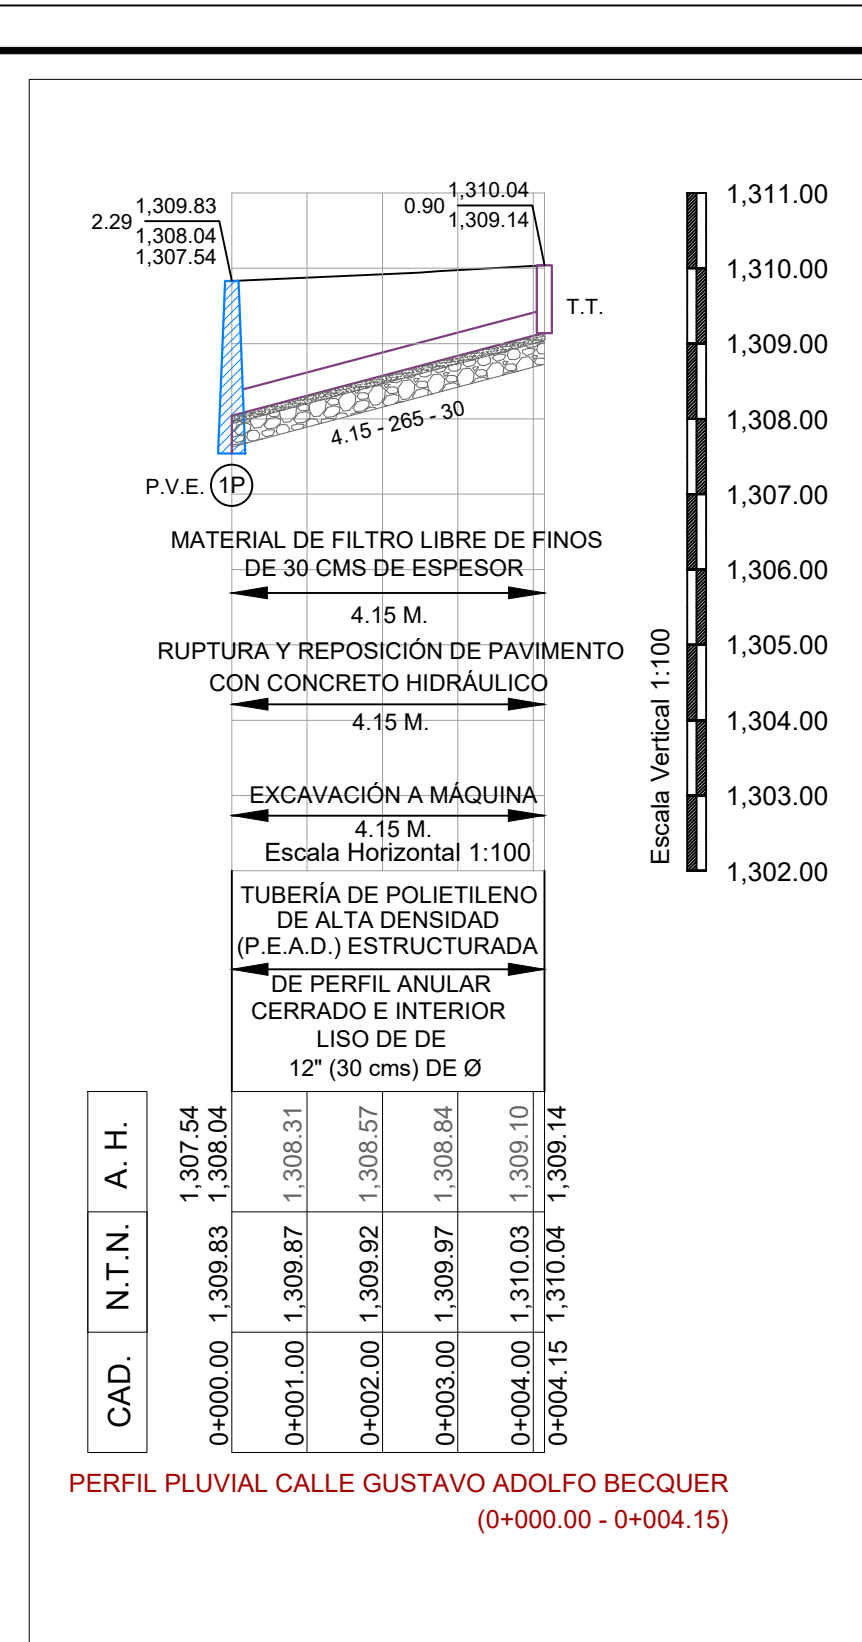 1,309.83
2.29
1,308.04
1,307.54
1,310.04
0.90
1,309.14
T.T.
4.15 - 265 - 30
P.V.E. 1P
1,311.00
1,310.00
1,309.00
1,308.00
1,307.00
1,306.00
1,305.00
1,304.00
1,303.00
1,302.00
Escala Vertical 1:100
MATERIAL DE FILTRO LIBRE DE FINOS
DE 30 CMS DE ESPESOR
4.15 M.
RUPTURA Y REPOSICIÓN DE PAVIMENTO
CON CONCRETO HIDRÁULICO
4.15 M.
EXCAVACIÓN A MÁQUINA
4.15 M.
Escala Horizontal 1:100
TUBERÍA DE POLIETILENO
DE ALTA DENSIDAD
(P.E.A.D.) ESTRUCTURADA
DE PERFIL ANULAR
CERRADO E INTERIOR
LISO DE DE
12" (30 cms) DE Ø
A. H.
1,307.54
1,308.04
1,308.31
1,308.57
1,308.84
1,309.10
1,309.14
N.T.N.
1,309.83
1,309.87
1,309.92
1,309.97
1,310.03
1,310.04
CAD.
0+000.00
0+001.00
0+002.00
0+003.00
0+004.00
0+004.15
PERFIL PLUVIAL CALLE GUSTAVO ADOLFO BECQUER
(0+000.00 - 0+004.15)